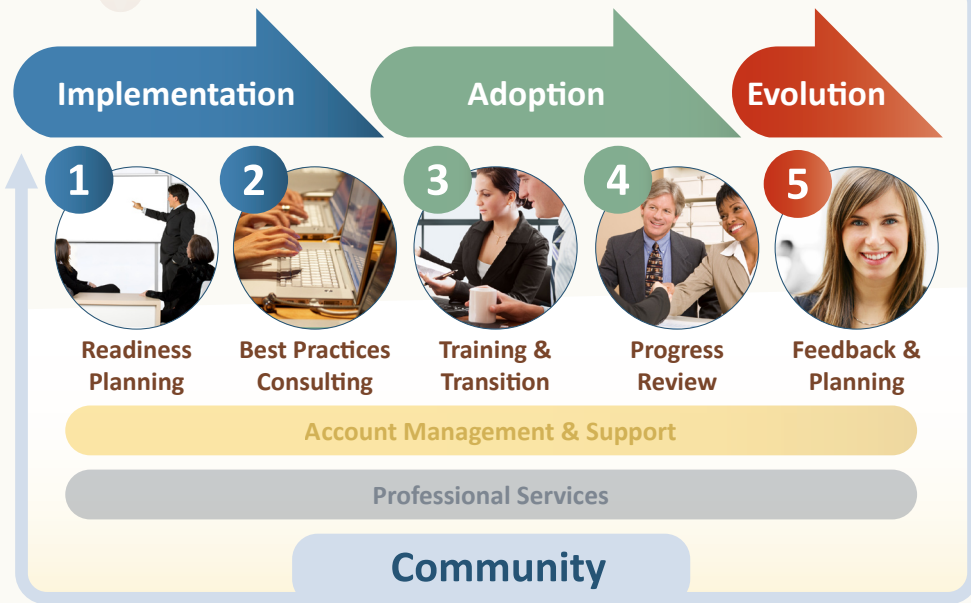 Implementation
Adoption
Evolution
1
2
3
4
5
Readiness
Planning
Best Practices
Consulting
Training &
Transition
Progress
Review
Feedback &
Planning
Account Management & Support
Professional Services
Community